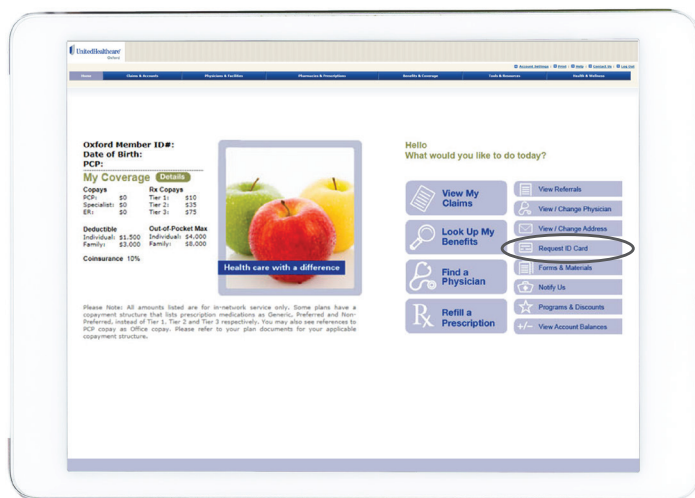 UnitedHealthcare
Oxford
Account Settings Print Help Contact Us Log Out
Home Claims & Accounts Physicians & Facilities Pharmacies & Prescriptions Benefits & Coverage Tools & Resources Health & Wellness
Oxford Member ID#:
Date of Birth:
PCP:
My Coverage Details
Copays Rx Copays
PCP: $0 Tier 1: $10
Specialist: $0 Tier 2: $35
ER: $0 Tier 3: $75
Deductible Out-of-Pocket Max
Individual: $1,500 Individual: $4,000
Family: $3,000 Family: $8,000
Coinsurance 10%
Health care with a difference
Please Note: All amounts listed are for in-network service only. Some plans have a
copayment structure that lists prescription medications as Generic, Preferred and Non-
Preferred, instead of Tier 1, Tier 2 and Tier 3 respectively. You may also see references to
PCP copay as Office copay. Please refer to your plan documents for your applicable
copayment structure.
Hello
What would you like to do today?
View My
Claims
Look Up My
Benefits
Find a
Physician
Rx
Refill a
Prescription
View Referrals
View / Change Physician
View / Change Address
Request ID Card
Forms & Materials
Notify Us
Programs & Discounts
+/- View Account Balances